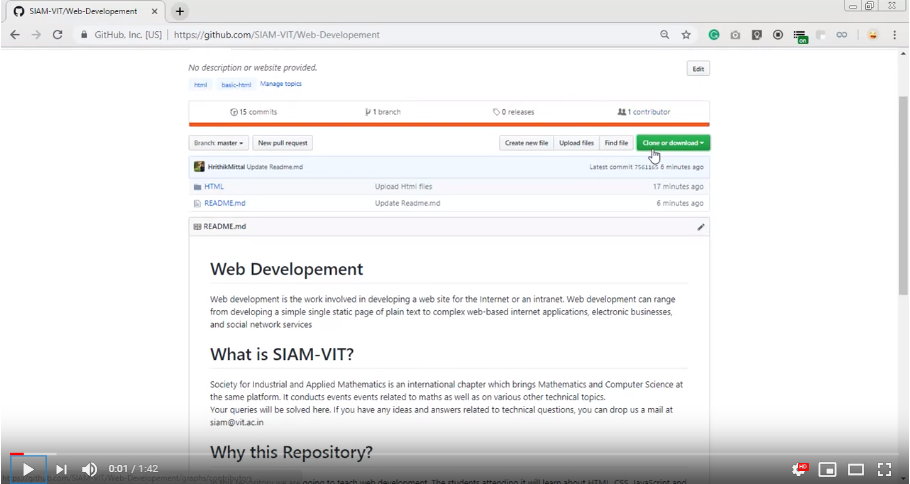 SIAM-VIT/Web-Developement
GitHub, Inc. [US] | https://github.com/SIAM-VIT/Web-Developement
No description or website provided.
Edit
html basic-html Manage topics
15 commits 1 branch 0 releases 1 contributor
Branch: master New pull request Create new file Upload files Find file Clone or download
HrithikMittal Update Readme.md Latest commit 6 minutes ago
HTML Upload Html files 17 minutes ago
README.md Update Readme.md 6 minutes ago
README.md
Web Developement
Web development is the work involved in developing a web site for the Internet or an intranet. Web development can range
from developing a simple single static page of plain text to complex web-based internet applications, electronic businesses,
and social network services
What is SIAM-VIT?
Society for Industrial and Applied Mathematics is an international chapter which brings Mathematics and Computer Science at
the same platform. It conducts events events related to maths as well as on various other technical topics.
Your queries will be solved here. If you have any ideas and answers related to technical questions, you can drop us a mail at
siam@vit.ac.in
Why this Repository?
0:01 / 1:42 HD
going to teach web development. The students attending it will learn about HTML, CSS, JavaScript and